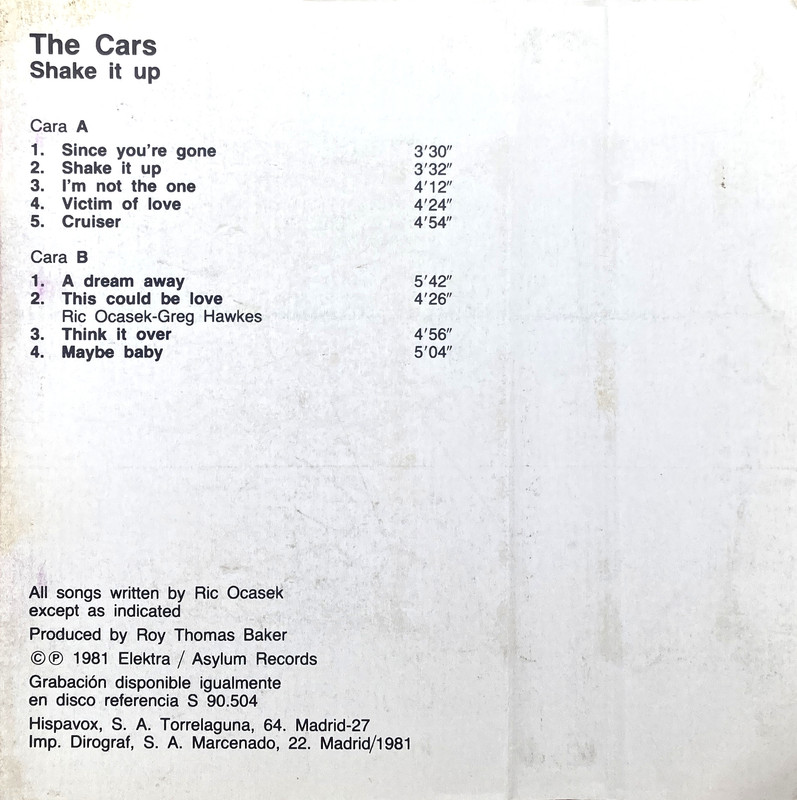 The Cars
Shake it up
Cara A
1. Since you're gone 3'30"
2. Shake it up 3'32"
3. I'm not the one 4'12"
4. Victim of love 4'24"
5. Cruiser 4'54"
Cara B
1. A dream away 5'42"
2. This could be love 4'26"
Ric Ocasek-Greg Hawkes
3. Think it over 4'56"
4. Maybe baby 5'04"
All songs written by Ric Ocasek
except as indicated
Produced by Roy Thomas Baker
©℗ 1981 Elektra / Asylum Records
Grabación disponible igualmente
en disco referencia S 90.504
Hispavox, S. A. Torrelaguna, 64. Madrid-27
Imp. Dirograf, S. A. Marcenado, 22. Madrid/1981